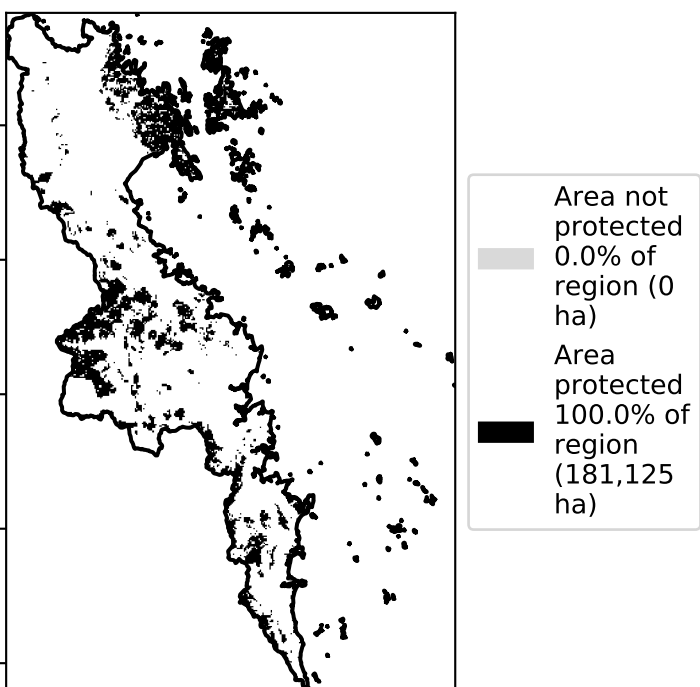 Area not
protected
0.0% of
region (0
ha)
Area
protected
100.0% of
region
(181,125
ha)